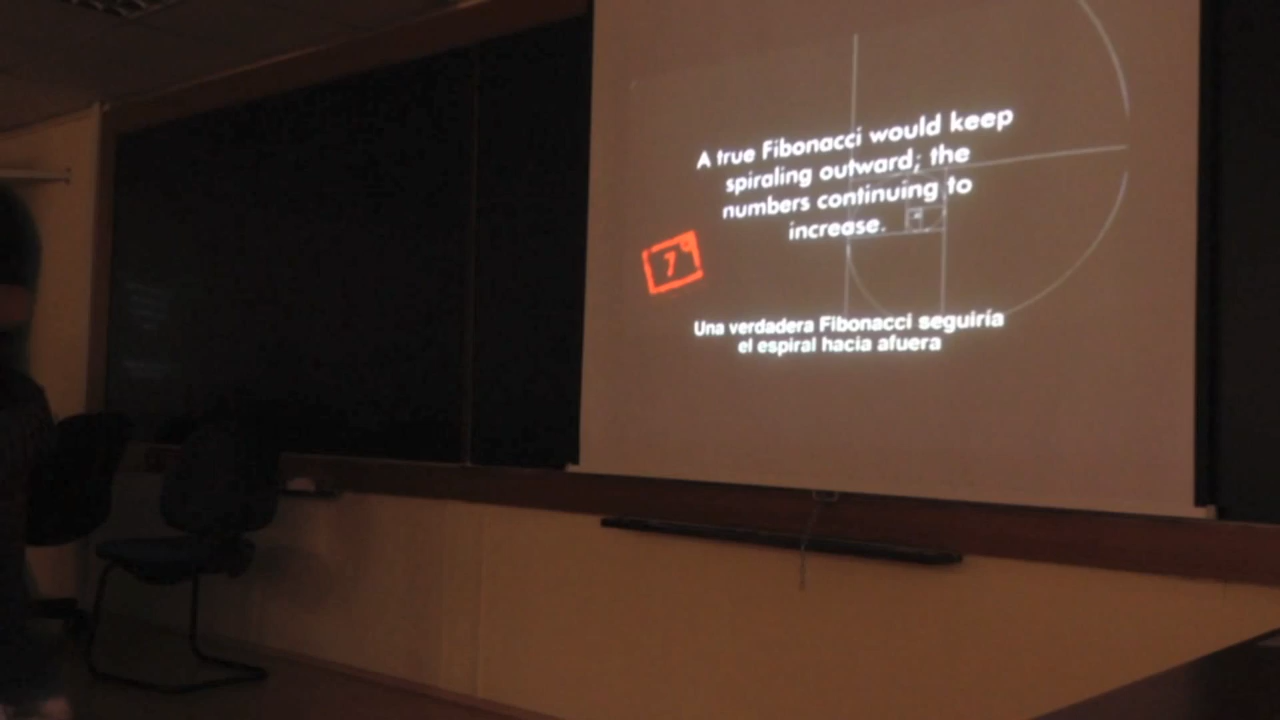 A true Fibonacci would keep
spiraling outward; the
numbers continuing to
increase.
7
Una verdadera Fibonacci seguiría
el espiral hacia afuera